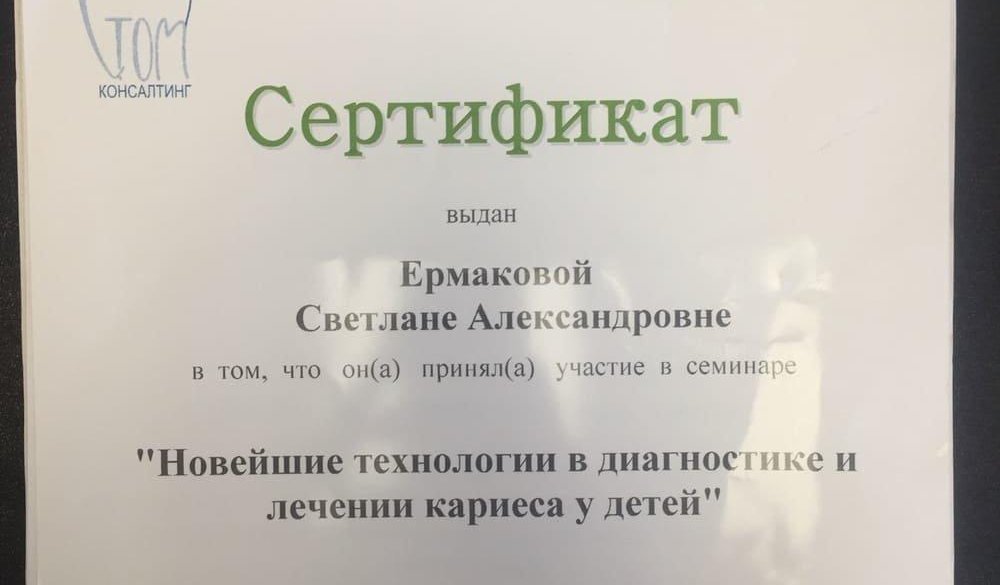 СТОМ
КОНСАЛТИНГ
Сертификат
выдан
Ермаковой
Светлане Александровне
в том, что он(а) принял(а) участие в семинаре
"Новейшие технологии в диагностике и
лечении кариеса у детей"